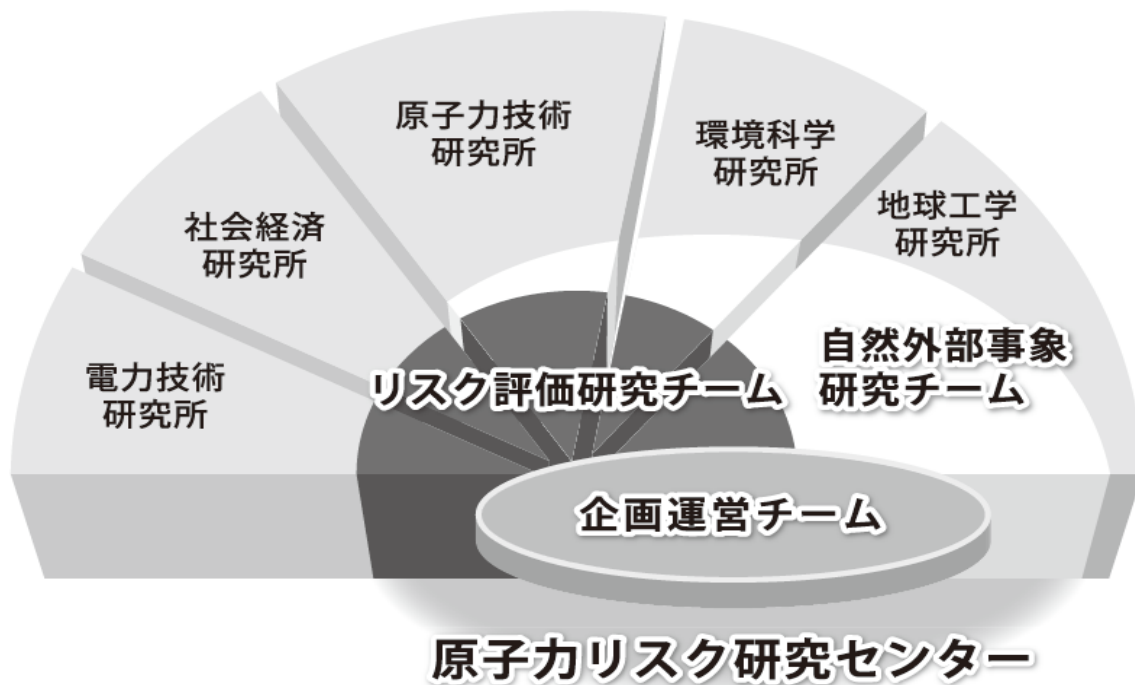 原子力技術
研究所
環境科学
研究所
社会経済
研究所
地球工学
研究所
電力技術
研究所
リスク評価研究チーム
自然外部事象
研究チーム
企画運営チーム
原子力リスク研究センター